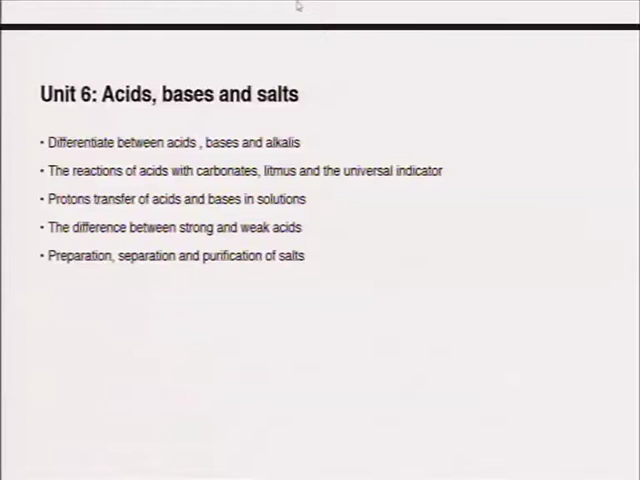 Unit 6: Acids, bases and salts
• Differentiate between acids , bases and alkalis
• The reactions of acids with carbonates, litmus and the universal indicator
• Protons transfer of acids and bases in solutions
• The difference between strong and weak acids
• Preparation, separation and purification of salts